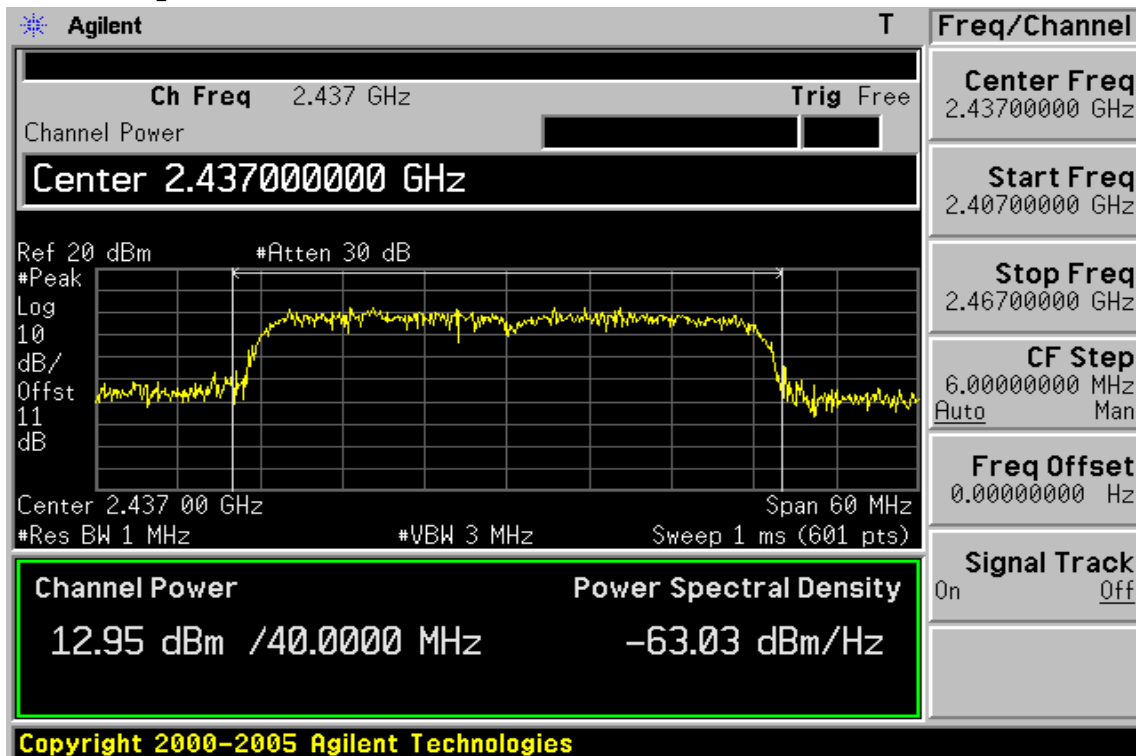 Agilent T
Ch Freq 2.437 GHz Trig Free
Channel Power
Center 2.437000000 GHz
Ref 20 dBm #Atten 30 dB
#Peak
Log
10
dB/
Offst
11
dB
Center 2.437 00 GHz Span 60 MHz
#Res BW 1 MHz #VBW 3 MHz Sweep 1 ms (601 pts)
Channel Power Power Spectral Density
12.95 dBm /40.0000 MHz -63.03 dBm/Hz
Copyright 2000-2005 Agilent Technologies
Freq/Channel
Center Freq
2.43700000 GHz
Start Freq
2.40700000 GHz
Stop Freq
2.46700000 GHz
CF Step
6.00000000 MHz
Auto Man
Freq Offset
0.00000000 Hz
Signal Track
On Off